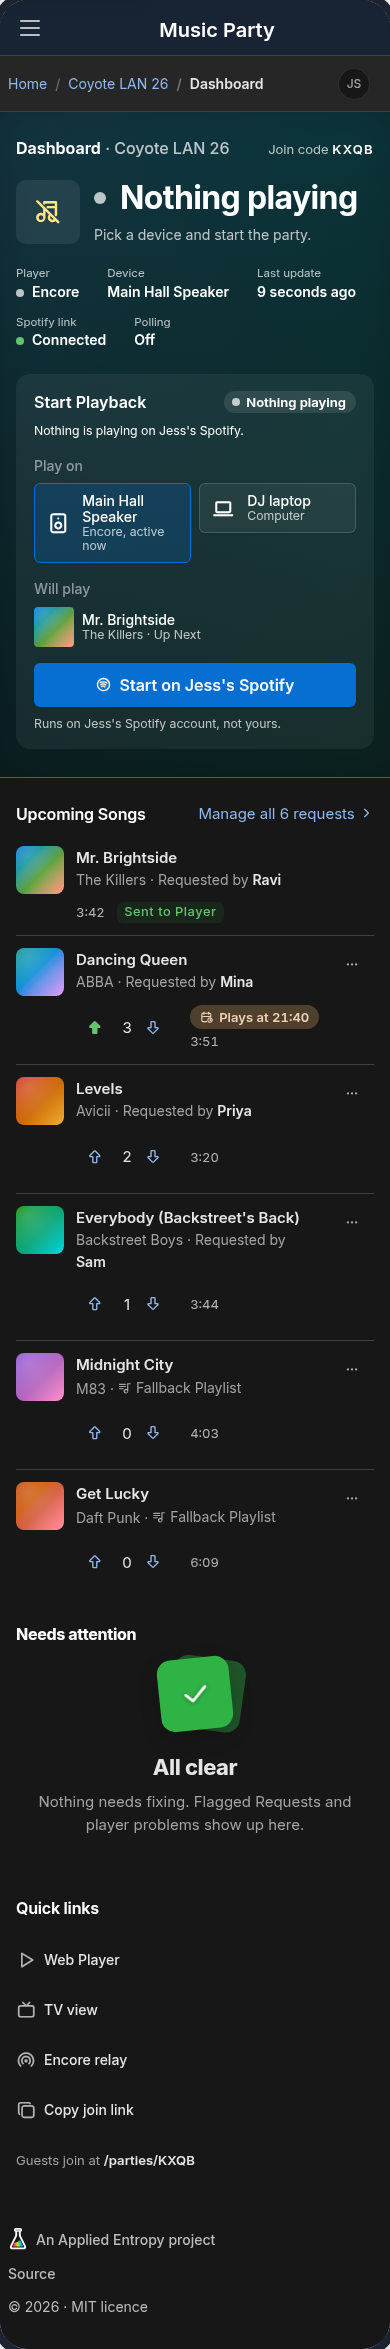 Music Party
Home / Coyote LAN 26 / Dashboard
JS
Dashboard · Coyote LAN 26
Join code KXQB
Nothing playing
Pick a device and start the party.
Player
Encore
Device
Main Hall Speaker
Last update
9 seconds ago
Spotify link
Connected
Polling
Off
Start Playback
Nothing playing
Nothing is playing on Jess's Spotify.
Play on
Main Hall
Speaker
Encore, active
now
DJ laptop
Computer
Will play
Mr. Brightside
The Killers · Up Next
Start on Jess's Spotify
Runs on Jess's Spotify account, not yours.
Upcoming Songs
Manage all 6 requests
Mr. Brightside
The Killers · Requested by Ravi
3:42 Sent to Player
Dancing Queen
ABBA · Requested by Mina
3
Plays at 21:40
3:51
Levels
Avicii · Requested by Priya
2 3:20
Everybody (Backstreet's Back)
Backstreet Boys · Requested by
Sam
1 3:44
Midnight City
M83 · Fallback Playlist
0 4:03
Get Lucky
Daft Punk · Fallback Playlist
0 6:09
Needs attention
All clear
Nothing needs fixing. Flagged Requests and
player problems show up here.
Quick links
Web Player
TV view
Encore relay
Copy join link
Guests join at /parties/KXQB
An Applied Entropy project
Source
© 2026 · MIT licence